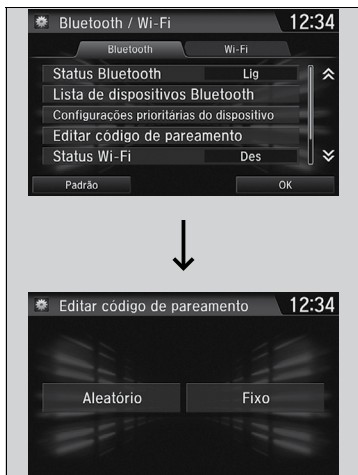 Bluetooth / Wi-Fi 12:34
Bluetooth Wi-Fi
Status Bluetooth Lig
Lista de dispositivos Bluetooth
Configurações prioritárias do dispositivo
Editar código de pareamento
Status Wi-Fi Des
Padrão OK
Editar código de pareamento 12:34
Aleatório Fixo